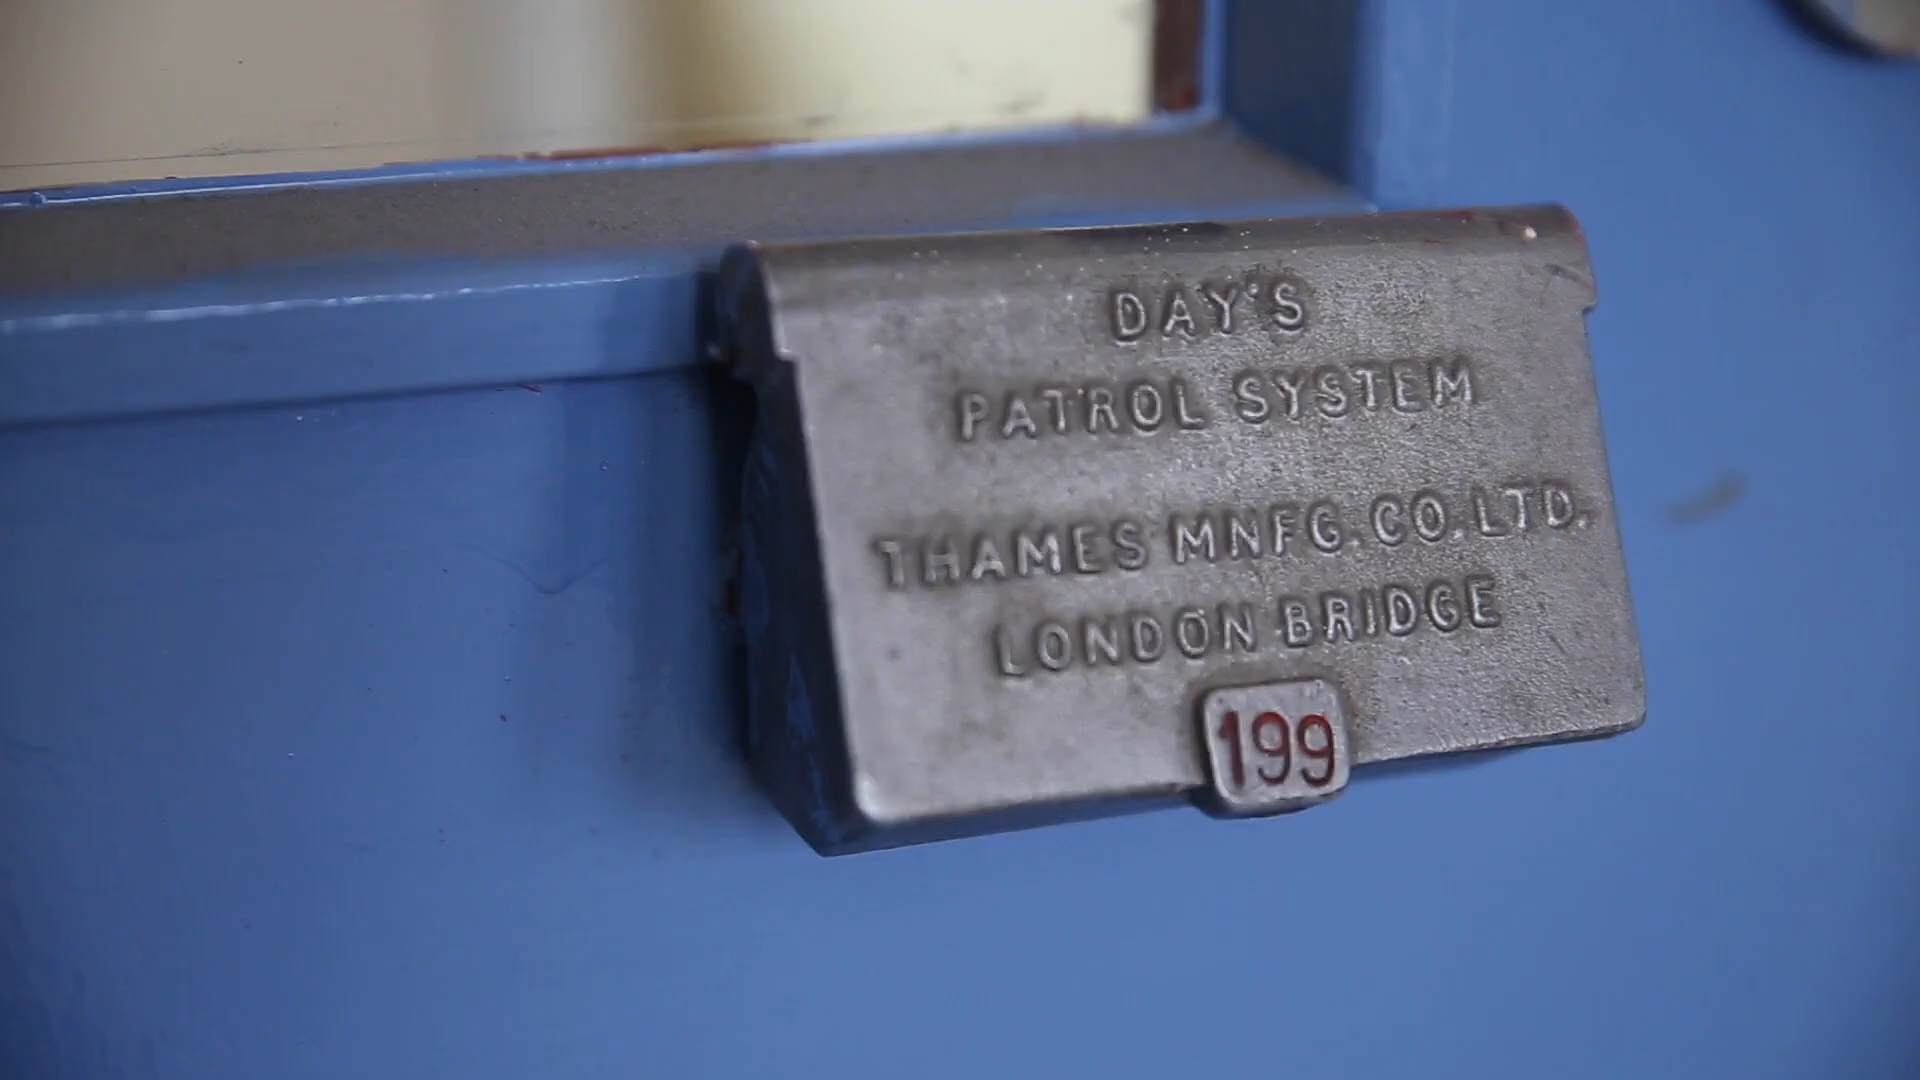 DAY'S
PATROL SYSTEM
THAMES MNFG. CO. LTD.
LONDON BRIDGE
199